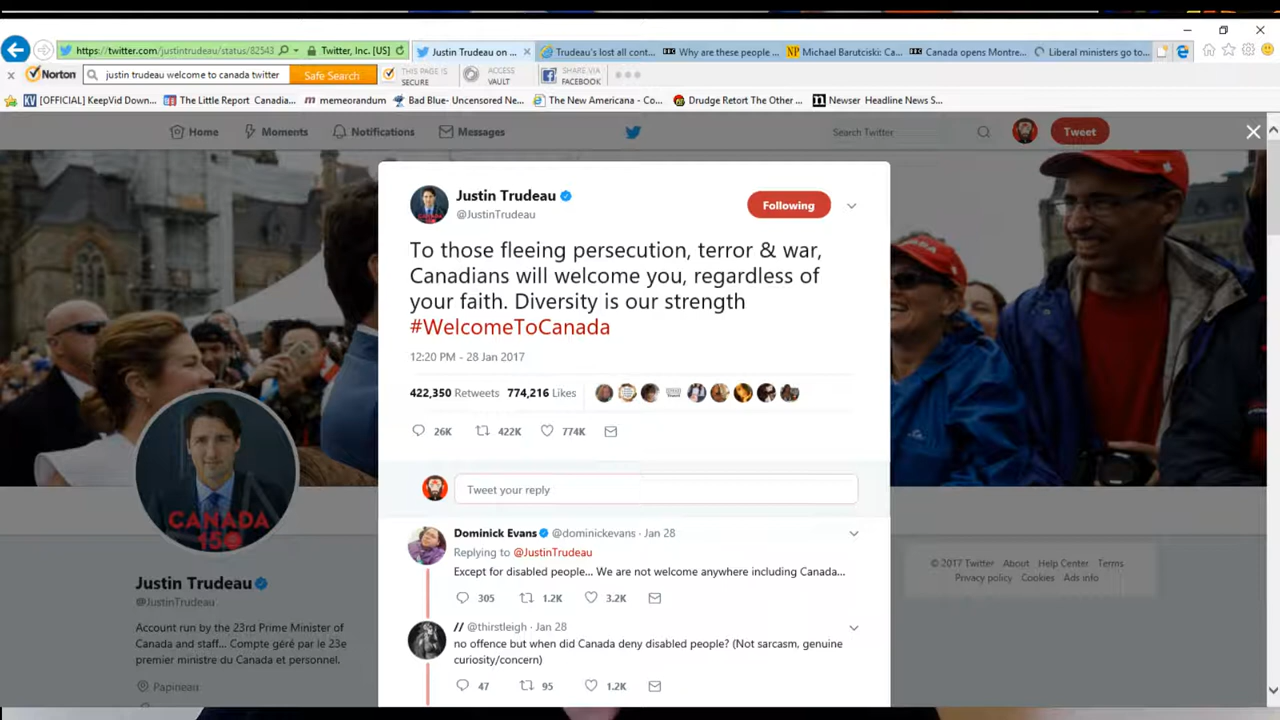 https://twitter.com/justintrudeau/status/82543
Twitter, Inc. [US]
Justin Trudeau on ...
Trudeau's lost all cont...
Why are these people ...
NP Michael Barutciski: Ca...
Canada opens Montre...
Liberal ministers go to...
x Norton
justin trudeau welcome to canada twitter
Safe Search
THIS PAGE IS
SECURE
ACCESS
VAULT
SHARE VIA
FACEBOOK
KV [OFFICIAL] KeepVid Down...
The Little Report Canadia...
m memeorandum
Bad Blue- Uncensored Ne...
The New Americana - Co...
Drudge Retort The Other ...
n Newser Headline News S...
Home
Moments
Notifications
Messages
Search Twitter
Tweet
Justin Trudeau
@JustinTrudeau
Following
To those fleeing persecution, terror & war,
Canadians will welcome you, regardless of
your faith. Diversity is our strength
#WelcomeToCanada
12:20 PM - 28 Jan 2017
422,350 Retweets 774,216 Likes
26K 422K 774K
Tweet your reply
Dominick Evans @dominickevans · Jan 28
Replying to @JustinTrudeau
Except for disabled people... We are not welcome anywhere including Canada...
305 1.2K 3.2K
// @thirstleigh · Jan 28
no offence but when did Canada deny disabled people? (Not sarcasm, genuine
curiosity/concern)
47 95 1.2K
CANADA
150
Justin Trudeau
@JustinTrudeau
Account run by the 23rd Prime Minister of
Canada and staff... Compte géré par le 23e
premier ministre du Canada et personnel.
Papineau
© 2017 Twitter About Help Center Terms
Privacy policy Cookies Ads info